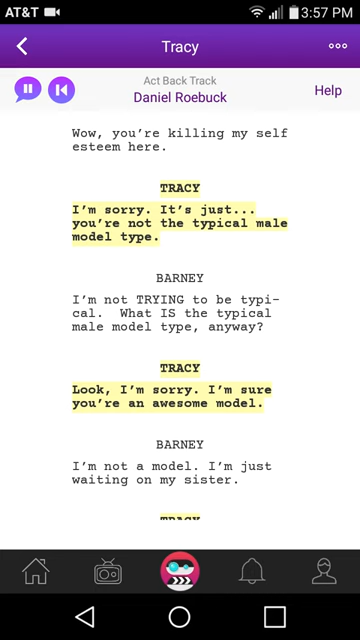 AT&T 3:57 PM
Tracy
Act Back Track
Daniel Roebuck
Help
Wow, you're killing my self
esteem here.
TRACY
I'm sorry. It's just...
you're not the typical male
model type.
BARNEY
I'm not TRYING to be typi-
cal. What IS the typical
male model type, anyway?
TRACY
Look, I'm sorry. I'm sure
you're an awesome model.
BARNEY
I'm not a model. I'm just
waiting on my sister.
TRACY